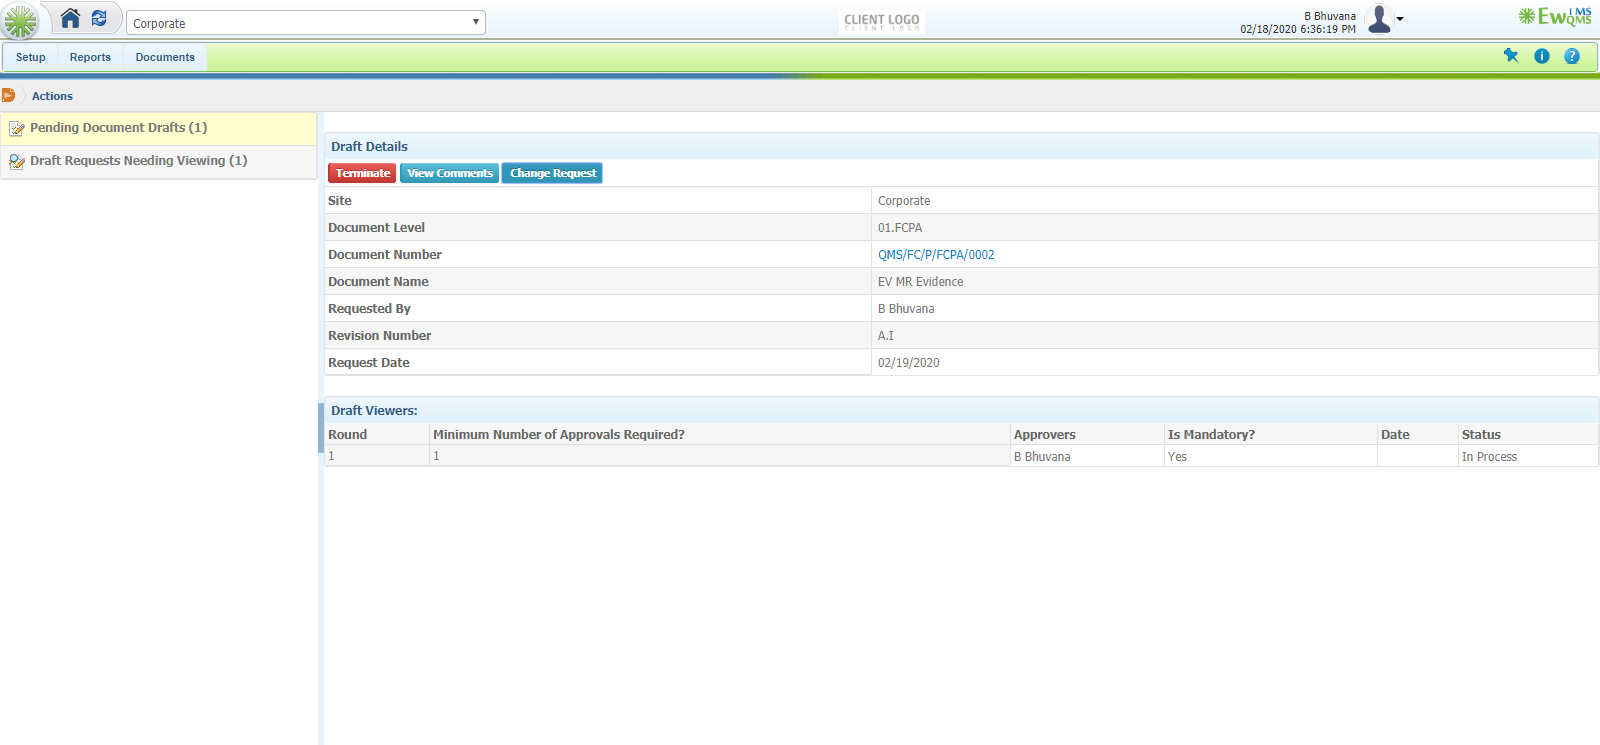 Corporate
CLIENT LOGO
CLIENT LOGO
B Bhuvana
02/18/2020 6:36:19 PM
EwQMS IMS
Setup Reports Documents
Actions
Pending Document Drafts (1)
Draft Requests Needing Viewing (1)
Draft Details
Terminate View Comments Change Request
Site Corporate
Document Level 01.FCPA
Document Number QMS/FC/P/FCPA/0002
Document Name EV MR Evidence
Requested By B Bhuvana
Revision Number A.I
Request Date 02/19/2020
Draft Viewers:
Round Minimum Number of Approvals Required? Approvers Is Mandatory? Date Status
1 1 B Bhuvana Yes In Process